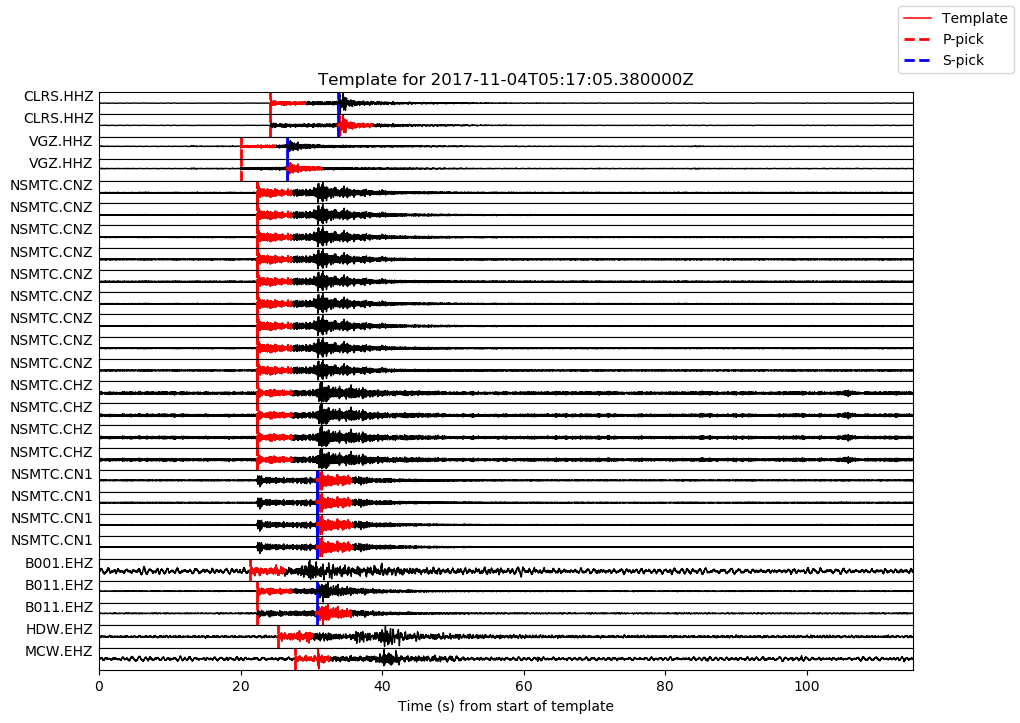 Template
P-pick
S-pick
Template for 2017-11-04T05:17:05.380000Z
CLRS.HHZ
CLRS.HHZ
VGZ.HHZ
VGZ.HHZ
NSMTC.CNZ
NSMTC.CNZ
NSMTC.CNZ
NSMTC.CNZ
NSMTC.CNZ
NSMTC.CNZ
NSMTC.CNZ
NSMTC.CNZ
NSMTC.CNZ
NSMTC.CHZ
NSMTC.CHZ
NSMTC.CHZ
NSMTC.CHZ
NSMTC.CN1
NSMTC.CN1
NSMTC.CN1
NSMTC.CN1
B001.EHZ
B011.EHZ
B011.EHZ
HDW.EHZ
MCW.EHZ
0 20 40 60 80 100
Time (s) from start of template